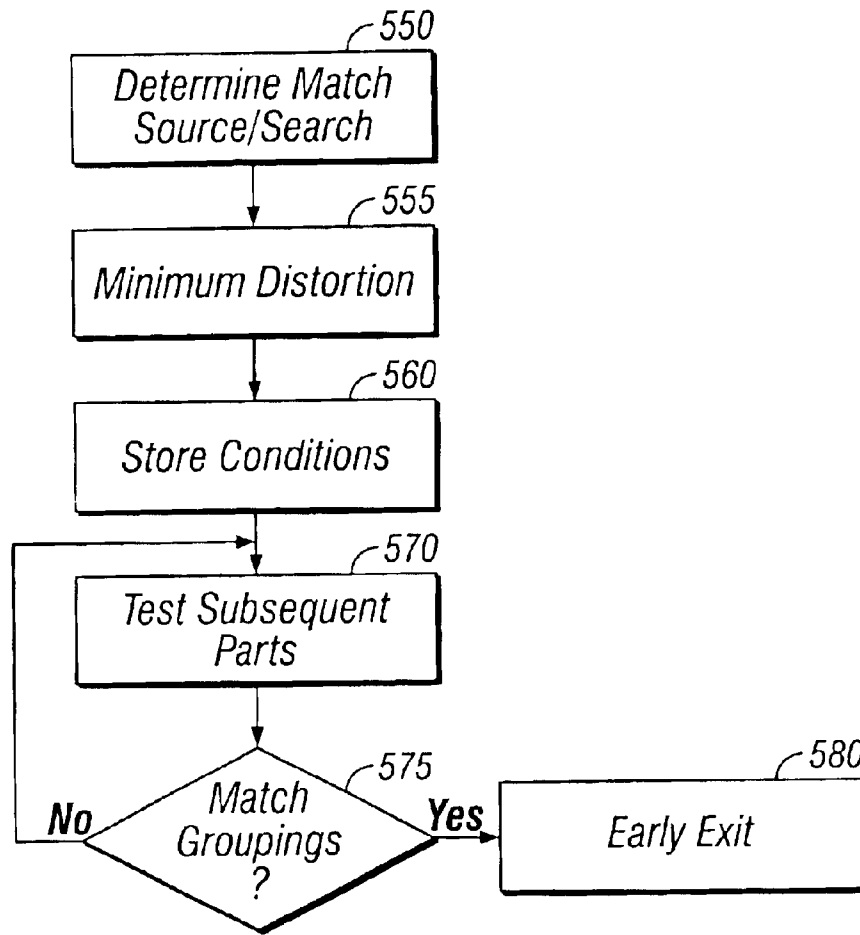 550
Determine Match
Source/Search
555
Minimum Distortion
560
Store Conditions
570
Test Subsequent
Parts
575
Match
Groupings
?
No
Yes
580
Early Exit